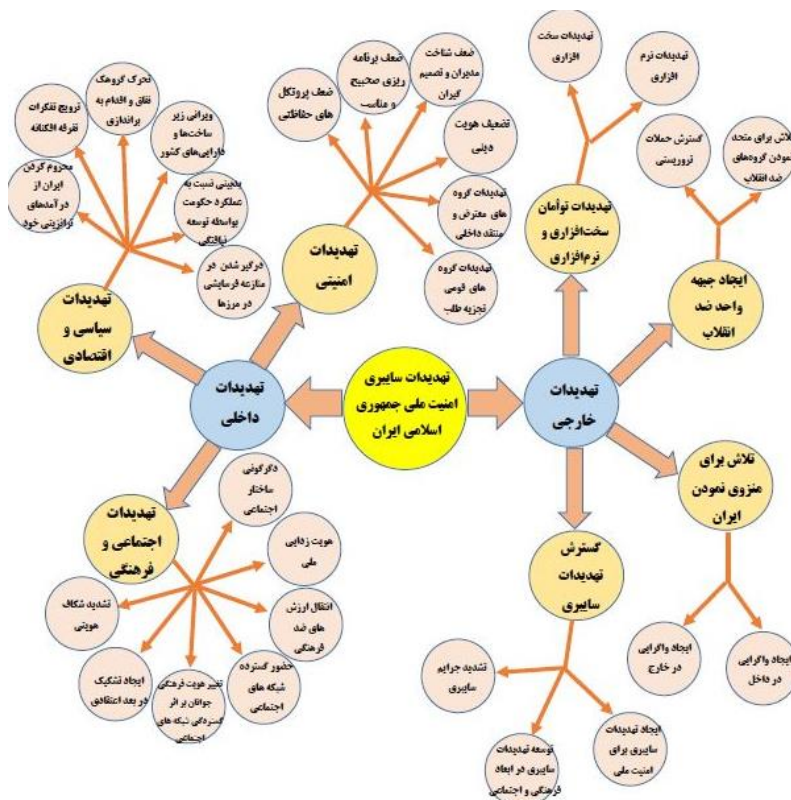 تهدیدات سایبری
امنیت ملی جمهوری
اسلامی ایران
تهدیدات
خارجی
تهدیدات توأمان
سخت‌افزاری و
نرم‌افزاری
تهدیدات سخت
افزاری
تهدیدات نرم
افزاری
ایجاد جبهه
واحد ضد
انقلاب
گسترش حملات
تروریستی
تلاش برای متحد
نمودن گروه‌های
ضد انقلاب
تلاش برای
منزوی نمودن
ایران
ایجاد واگرایی
در خارج
ایجاد واگرایی
در داخل
گسترش
تهدیدات
سایبری
تشدید جرایم
سایبری
توسعه تهدیدات
سایبری در ابعاد
فرهنگی و اجتماعی
ایجاد تهدیدات
سایبری برای
امنیت ملی
تهدیدات
داخلی
تهدیدات
امنیتی
ضعف پروتکل
های حفاظتی
ضعف برنامه
ریزی صحیح
و مناسب
ضعف شناخت
مدیران و تصمیم
گیران
تضعیف هویت
دینی
تهدیدات گروه
های معترض و
منتقد داخلی
تهدیدات گروه
های قومی
تجزیه طلب
تهدیدات
سیاسی و
اقتصادی
محروم کردن
ایران از
درآمدهای
ترانزیتی خود
ترویج تفکرات
تفرقه افکنانه
تحرک گروهک
نفاق و اقدام به
براندازی
ویرانی زیر
ساخت‌ها و
دارایی‌های کشور
بدبینی نسبت به
عملکرد حکومت
بواسطه توسعه
نیافتگی
درگیر شدن در
منازعه فرسایشی
در مرزها
تهدیدات
اجتماعی و
فرهنگی
دگرگونی
ساختار
اجتماعی
هویت زدایی
ملی
انتقال ارزش
های ضد
فرهنگی
حضور گسترده
شبکه های
اجتماعی
تغییر هویت فرهنگی
جوانان بر اثر
گستردگی شبکه های
اجتماعی
ایجاد تشکیک
در بعد اعتقادی
تشدید شکاف
هویتی